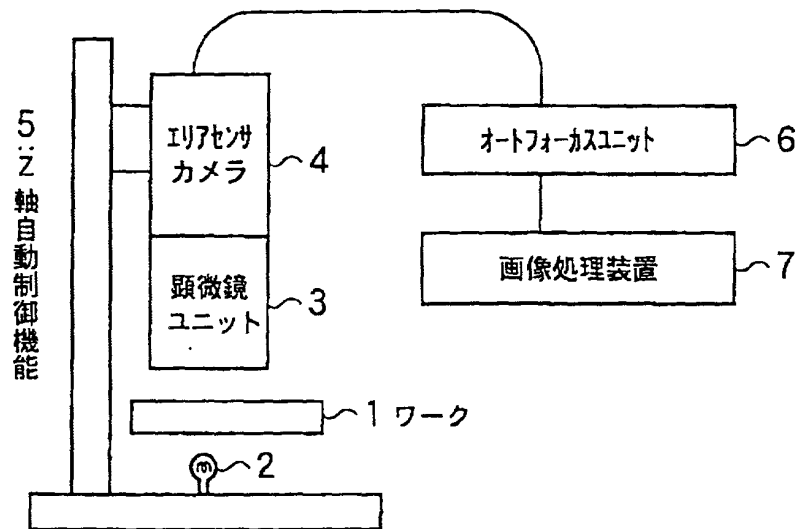 5:Z軸自動制御機能
エリアセンサ
カメラ
4
顕微鏡
ユニット
3
オートフォーカスユニット
6
画像処理装置
7
1 ワーク
2